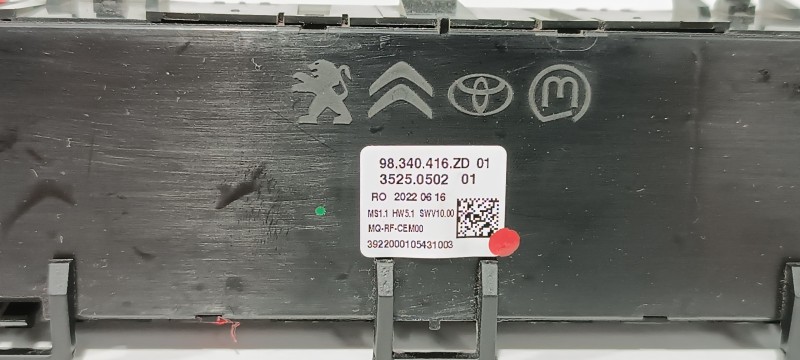 98.340.416.ZD 01
3525.0502 01
RO 2022 06 16
MS1.1 HW5.1 SWV10.00
MQ-RF-CEM00
3922000105431003